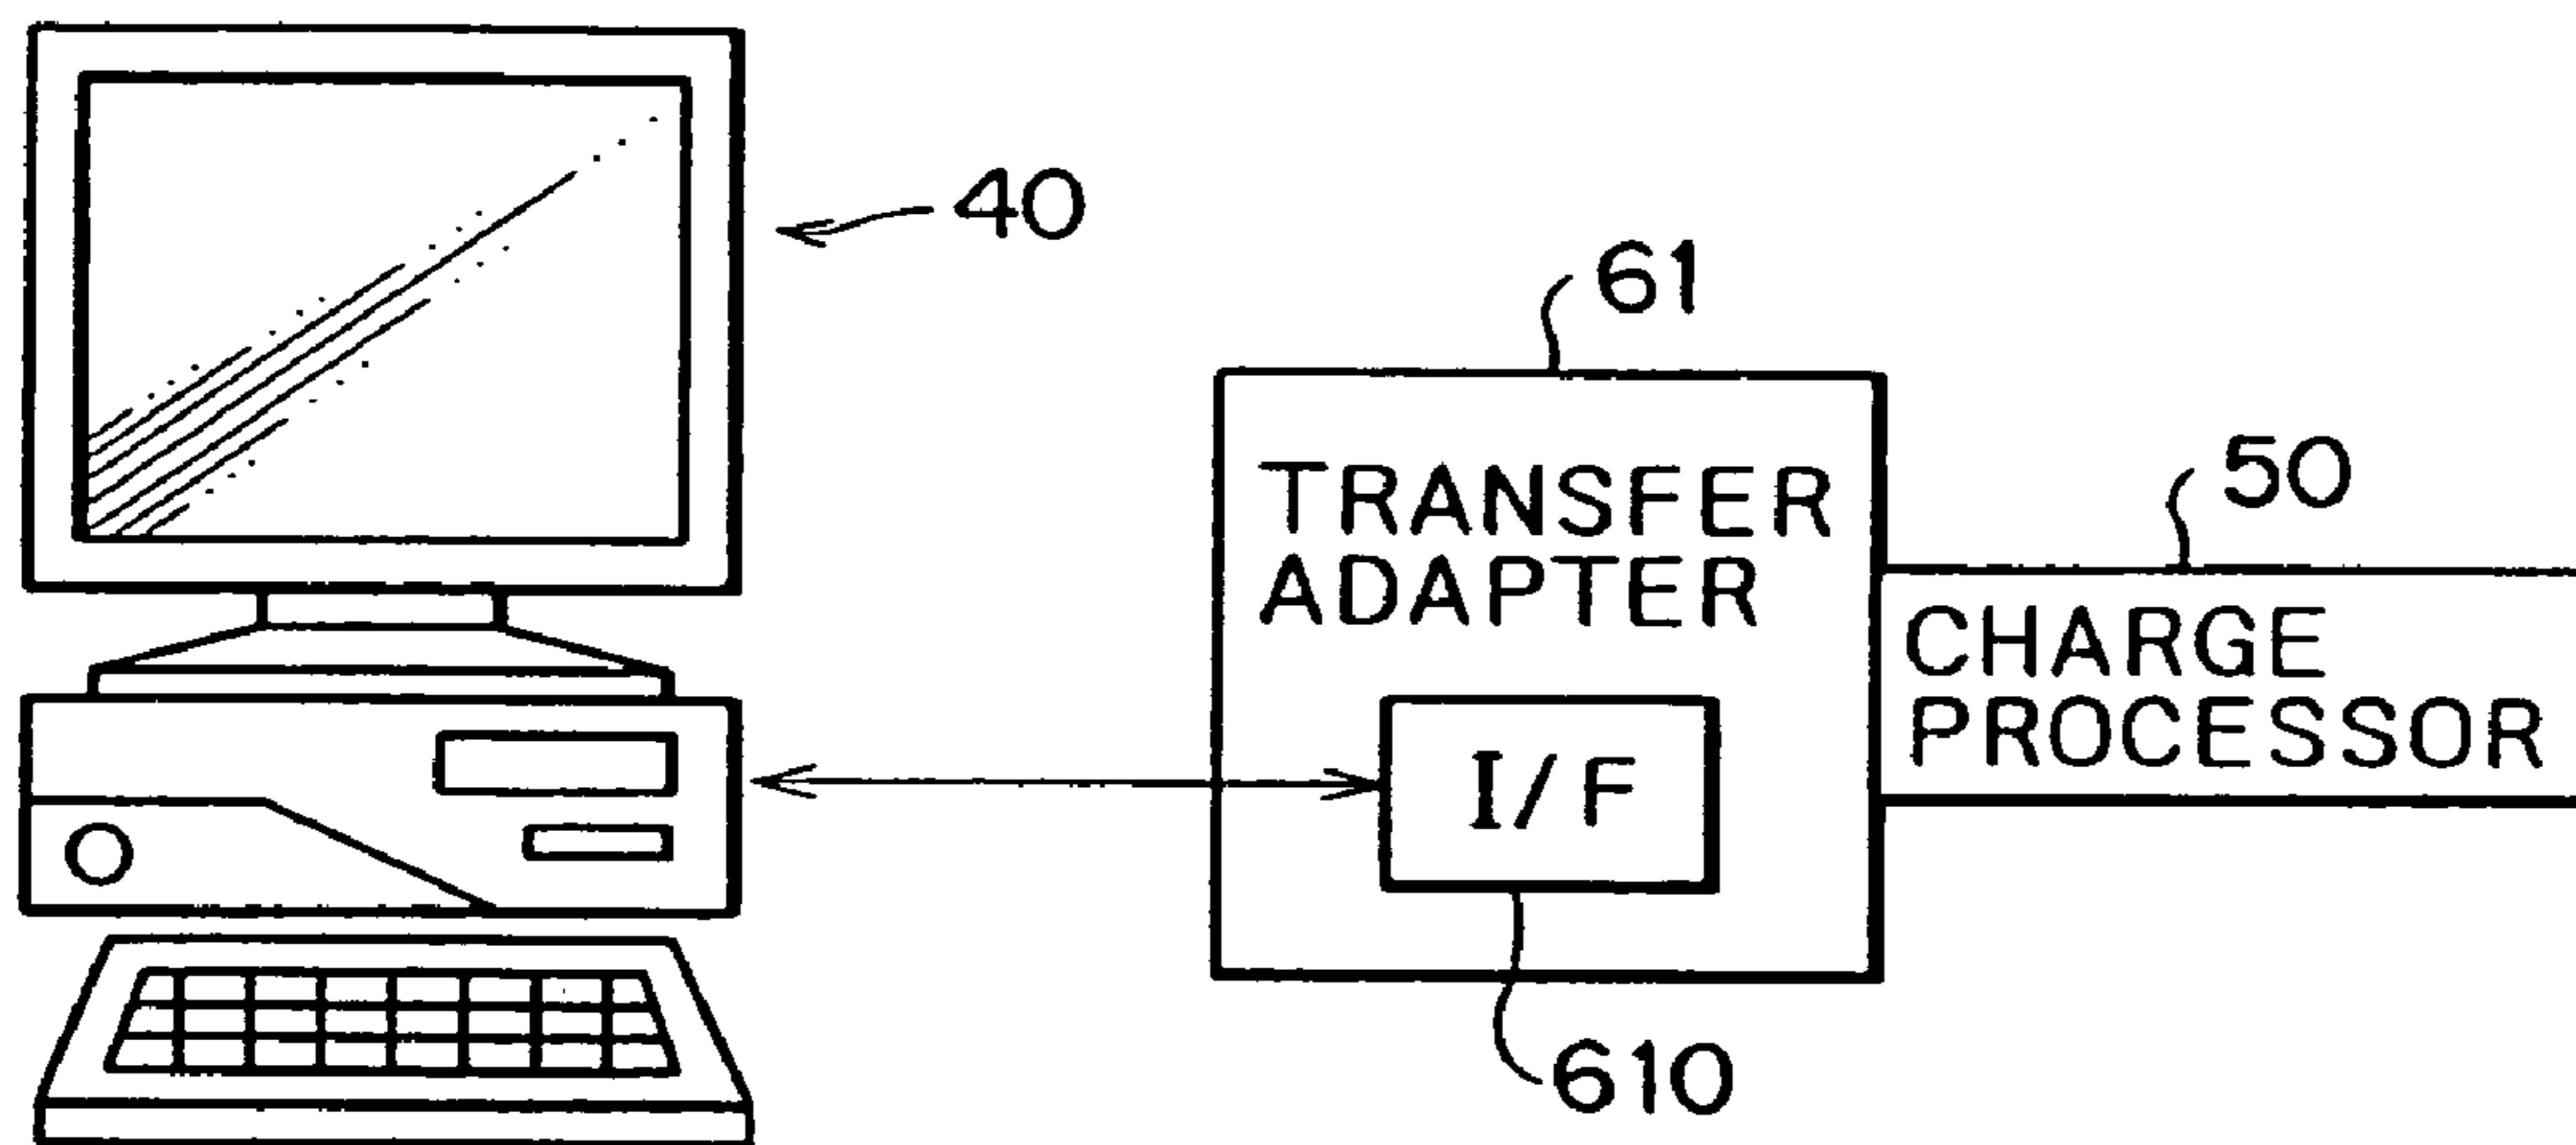 40
61
TRANSFER
ADAPTER
50
CHARGE
PROCESSOR
I/F
610